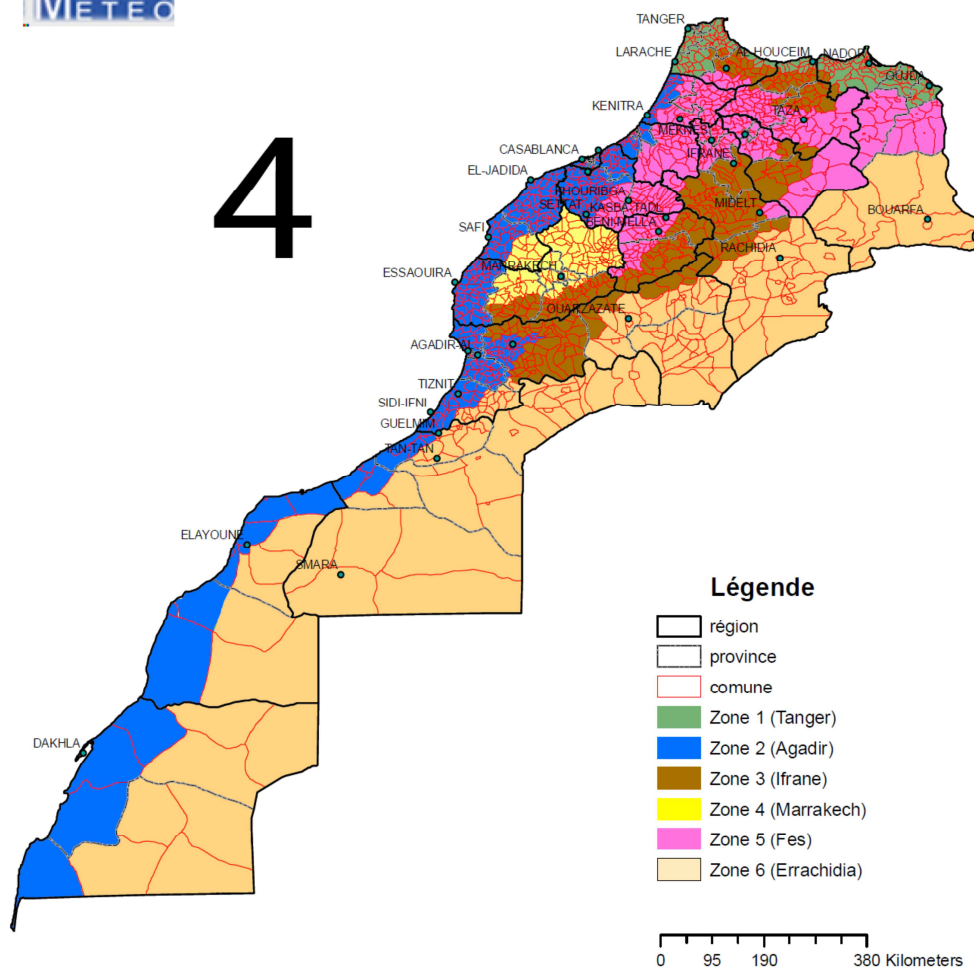 METEO
4
TANGER
LARACHE
AL HOUCEIM
NADOR
OUJDA
KENITRA
TAZA
MEKNES
CASABLANCA
IFRANE
EL-JADIDA
KHOURIBGA
SETTAT
KASBA-TADL
MIDELT
BOUARFA
SAFI
BENI-MELLA
RACHIDIA
ESSAOUIRA
MARRAKECH
OUARZAZATE
AGADIR-AL
TIZNIT
SIDI-IFNI
GUELMIM
TAN-TAN
ELAYOUNE
SMARA
DAKHLA
Légende
région
province
comune
Zone 1 (Tanger)
Zone 2 (Agadir)
Zone 3 (Ifrane)
Zone 4 (Marrakech)
Zone 5 (Fes)
Zone 6 (Errachidia)
0 95 190 380 Kilometers